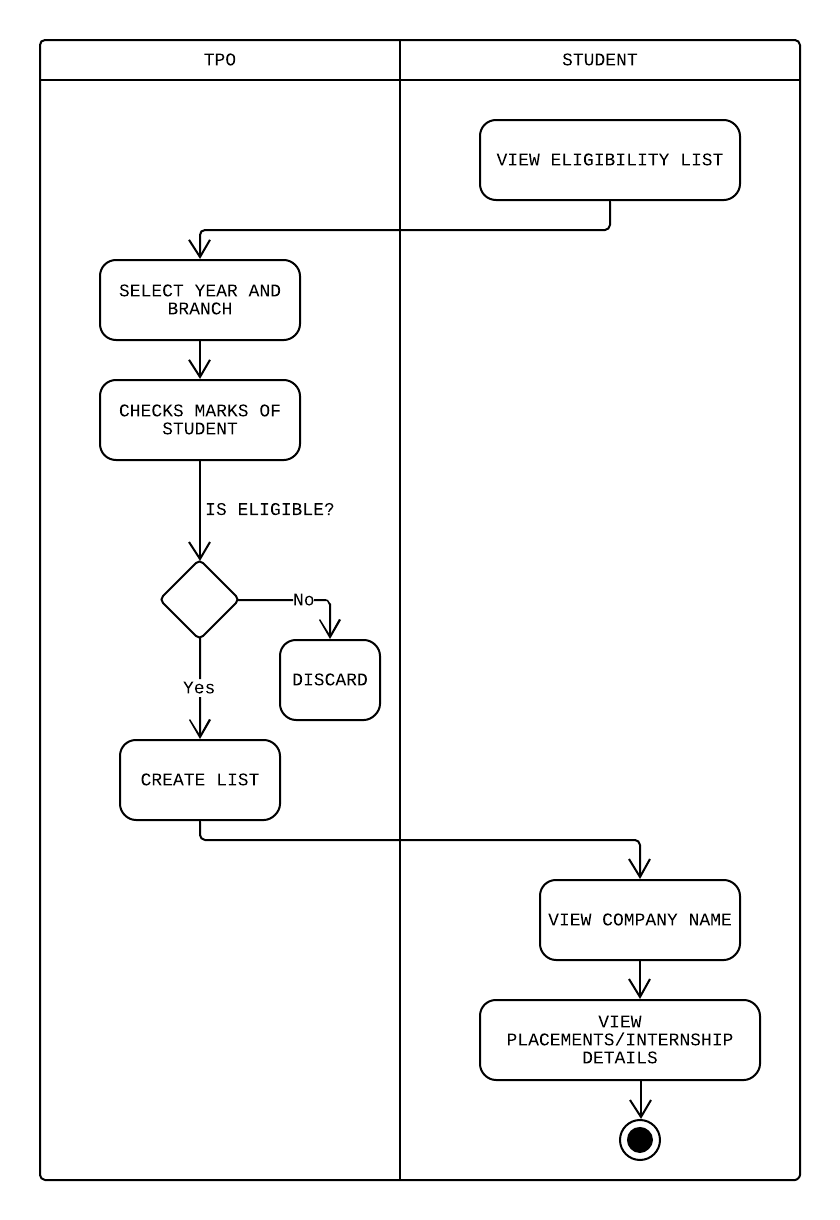 TPO
STUDENT
VIEW ELIGIBILITY LIST
SELECT YEAR AND
BRANCH
CHECKS MARKS OF
STUDENT
IS ELIGIBLE?
No
DISCARD
Yes
CREATE LIST
VIEW COMPANY NAME
VIEW
PLACEMENTS/INTERNSHIP
DETAILS